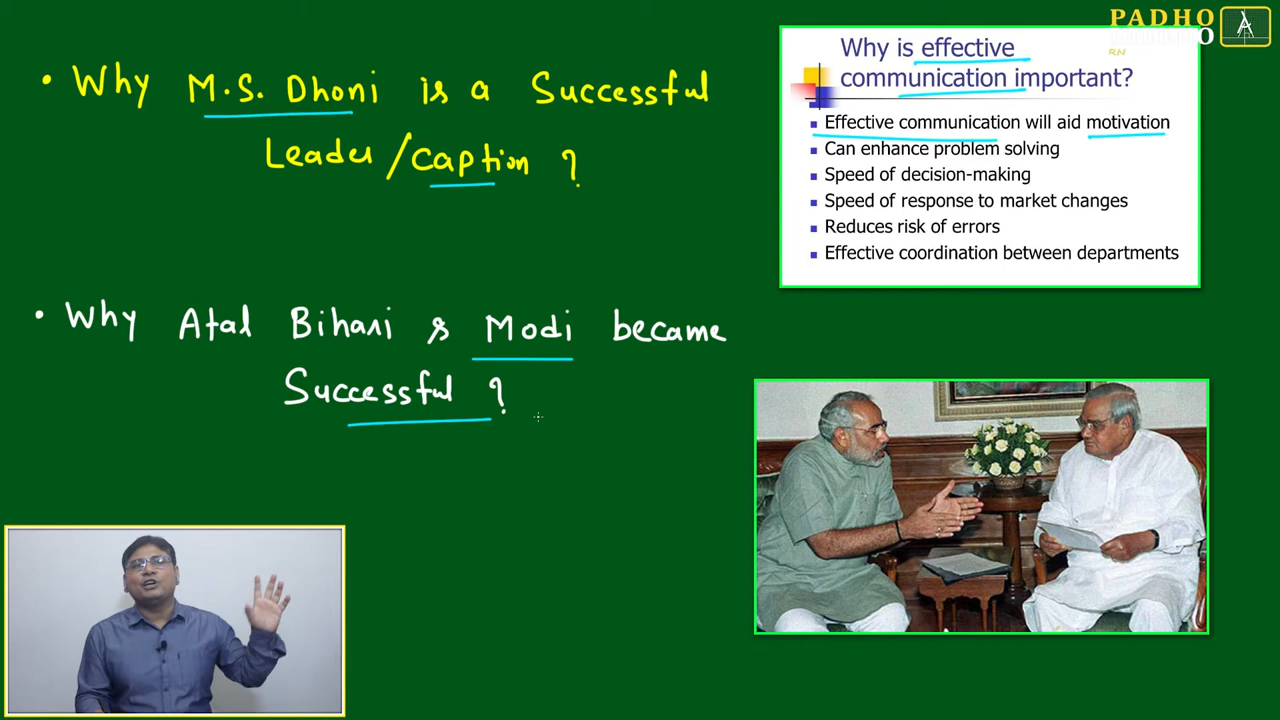 • Why M.S. Dhoni is a Successful
Leader/Caption ?
• Why Atal Bihari & Modi became
Successful ?
PADHO
Why is effective
RN
communication important?
Effective communication will aid motivation
Can enhance problem solving
Speed of decision-making
Speed of response to market changes
Reduces risk of errors
Effective coordination between departments